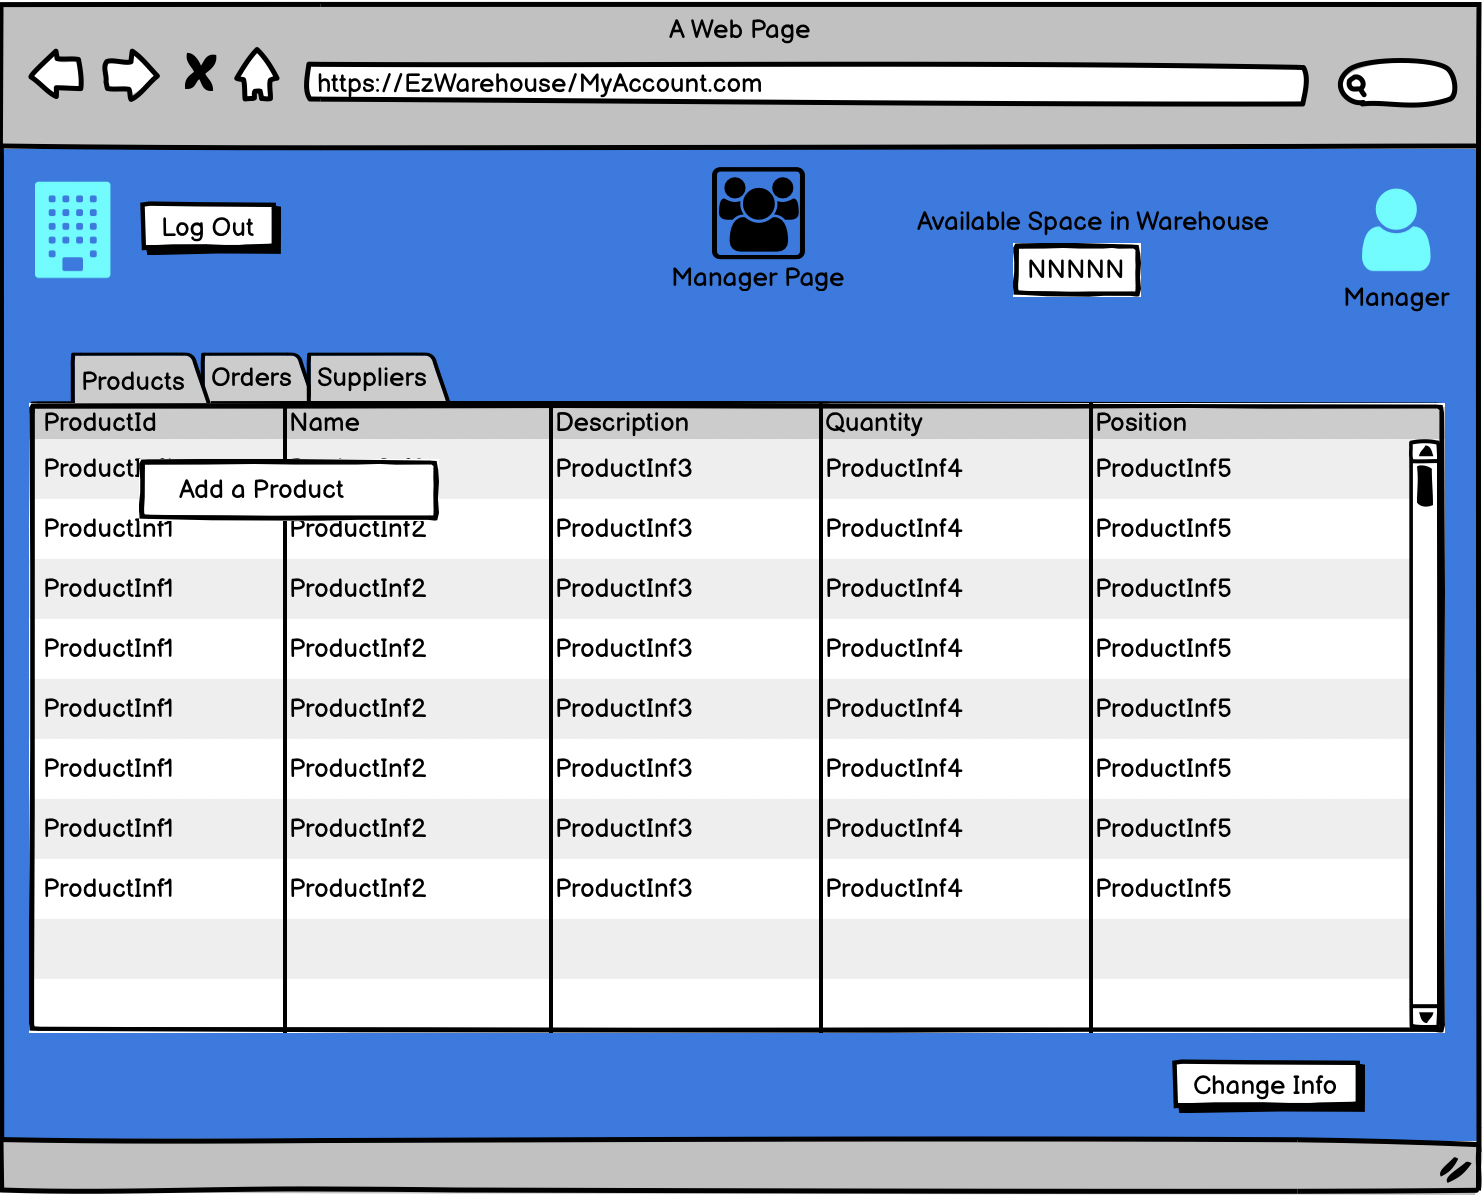 A Web Page
https://EzWarehouse/MyAccount.com
Log Out
Manager Page
Available Space in Warehouse
NNNNN
Manager
Products Orders Suppliers
ProductId Name Description Quantity Position
ProductInf3 ProductInf4 ProductInf5
Add a Product
ProductInf1 ProductInf2 ProductInf3 ProductInf4 ProductInf5
ProductInf1 ProductInf2 ProductInf3 ProductInf4 ProductInf5
ProductInf1 ProductInf2 ProductInf3 ProductInf4 ProductInf5
ProductInf1 ProductInf2 ProductInf3 ProductInf4 ProductInf5
ProductInf1 ProductInf2 ProductInf3 ProductInf4 ProductInf5
ProductInf1 ProductInf2 ProductInf3 ProductInf4 ProductInf5
ProductInf1 ProductInf2 ProductInf3 ProductInf4 ProductInf5
Change Info